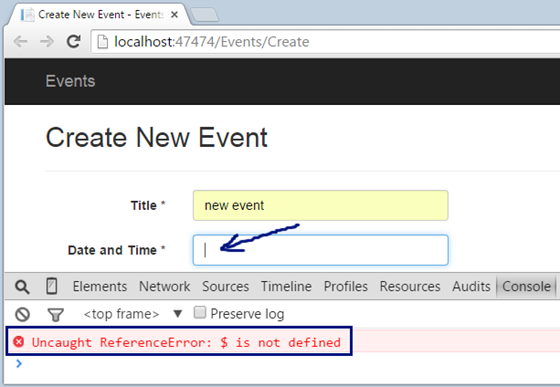 Create New Event - Events
localhost:47474/Events/Create
Events
Create New Event
Title *
new event
Date and Time *
Elements Network Sources Timeline Profiles Resources Audits Console
<top frame> ▼ Preserve log
Uncaught ReferenceError: $ is not defined
>